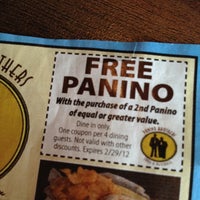 THERS
FREE
PANINO
With the purchase of a 2nd Panino
of equal or greater value.
Dine in only.
One coupon per 4 dining
guests. Not valid with other
discounts. Expires 2/29/12